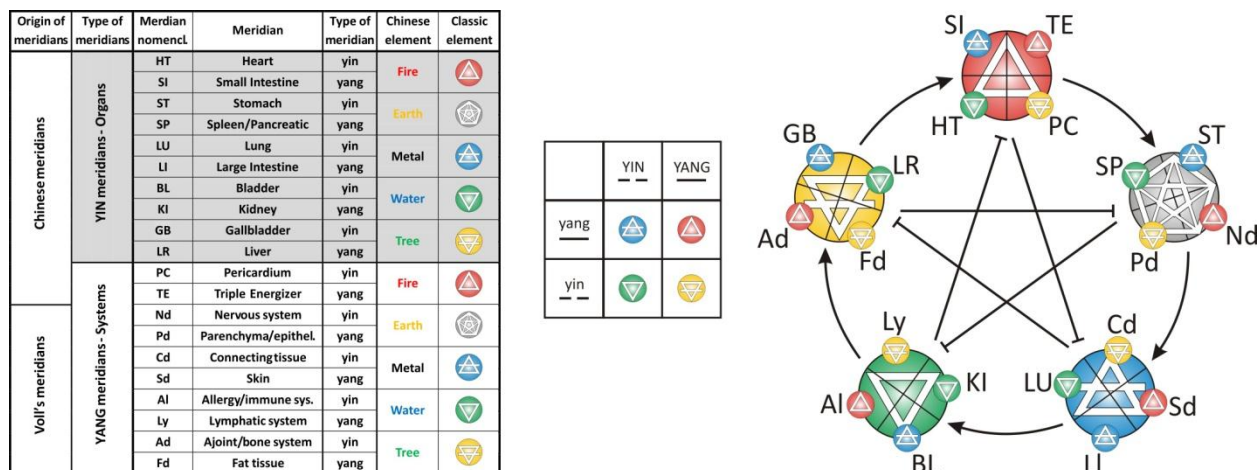 Origin of meridians Type of meridians Merdian nomencl. Meridian Type of meridian Chinese element Classic element
Chinese meridians
Voll's meridians
YIN meridians - Organs
YANG meridians - Systems
HT Heart yin Fire
SI Small Intestine yang
ST Stomach yin Earth
SP Spleen/Pancreatic yang
LU Lung yin Metal
LI Large Intestine yang
BL Bladder yin Water
KI Kidney yang
GB Gallbladder yin Tree
LR Liver yang
PC Pericardium yin Fire
TE Triple Energizer yang
Nd Nervous system yin Earth
Pd Parenchyma/epithel. yang
Cd Connecting tissue yin Metal
Sd Skin yang
Al Allergy/immune sys. yin Water
Ly Lymphatic system yang
Ad Ajoint/bone system yin Tree
Fd Fat tissue yang
YIN YANG
yang
yin
SI TE
HT PC
GB LR
Ad Fd
SP ST
Pd Nd
Ly KI
Al BL
Cd
LU Sd
LI